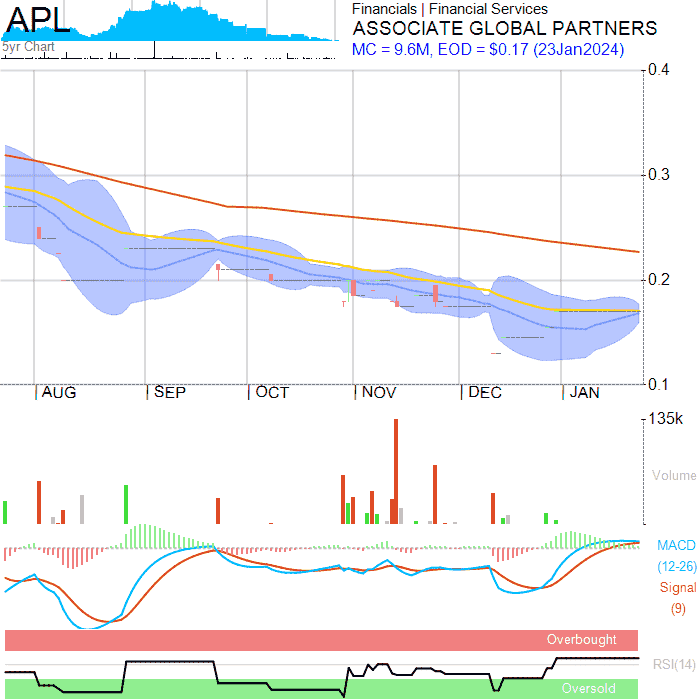 APL
5yr Chart
Financials | Financial Services
ASSOCIATE GLOBAL PARTNERS
MC = 9.6M, EOD = $0.17 (23Jan2024)
0.4
0.3
0.2
0.1
AUG SEP OCT NOV DEC JAN
135k
Volume
MACD
(12-26)
Signal
(9)
Overbought
RSI(14)
Oversold